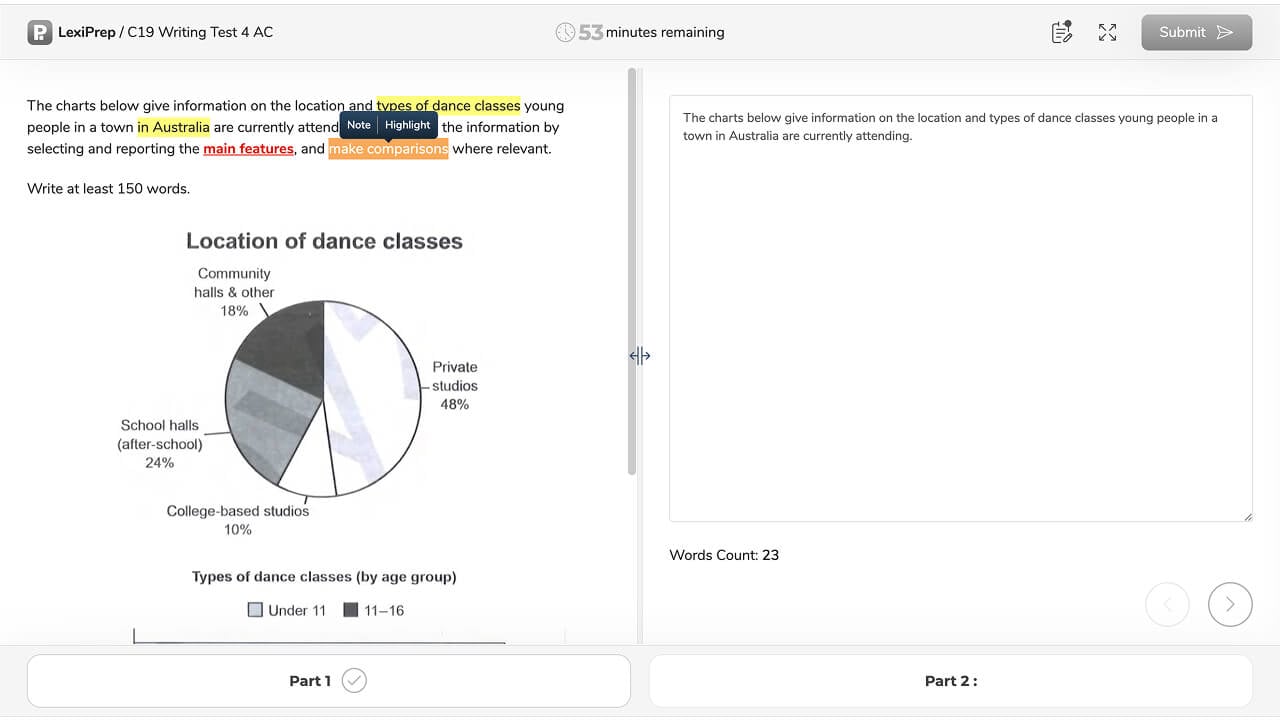 LexiPrep / C19 Writing Test 4 AC
53 minutes remaining
Submit
The charts below give information on the location and types of dance classes young
people in a town in Australia are currently attend
the information by
selecting and reporting the main features, and make comparisons where relevant.
Note Highlight
Write at least 150 words.
Location of dance classes
Community
halls & other
18%
Private
studios
48%
School halls
(after-school)
24%
College-based studios
10%
Types of dance classes (by age group)
Under 11 11–16
The charts below give information on the location and types of dance classes young people in a
town in Australia are currently attending.
Words Count: 23
Part 1
Part 2 :